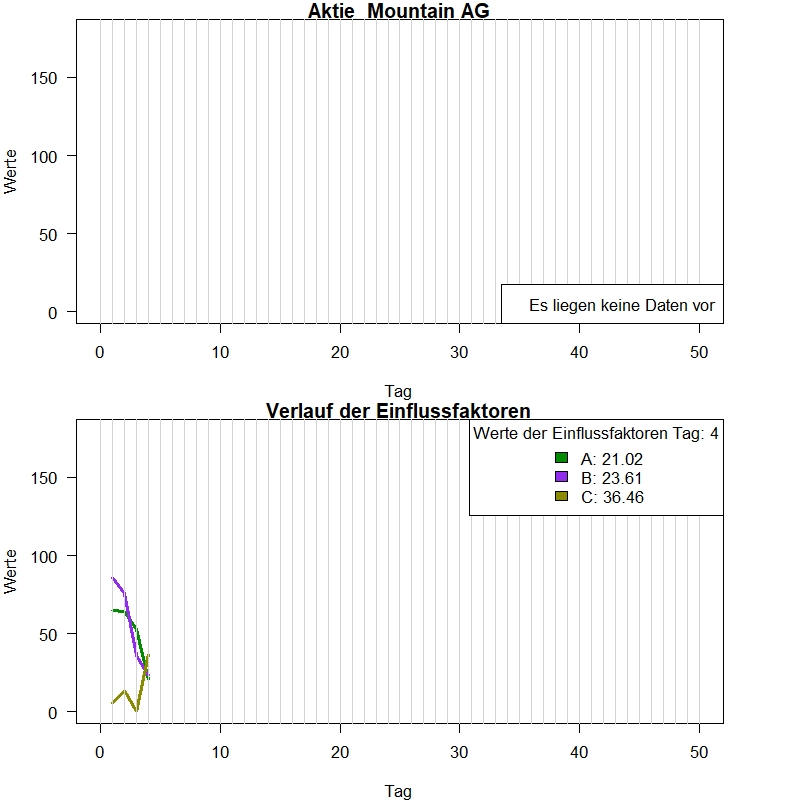 Aktie  Mountain AG
Werte
150
100
50
0
Es liegen keine Daten vor
0 10 20 30 40 50
Tag
Verlauf der Einflussfaktoren
Werte
150
100
50
0
Werte der Einflussfaktoren Tag: 4
A: 21.02
B: 23.61
C: 36.46
0 10 20 30 40 50
Tag